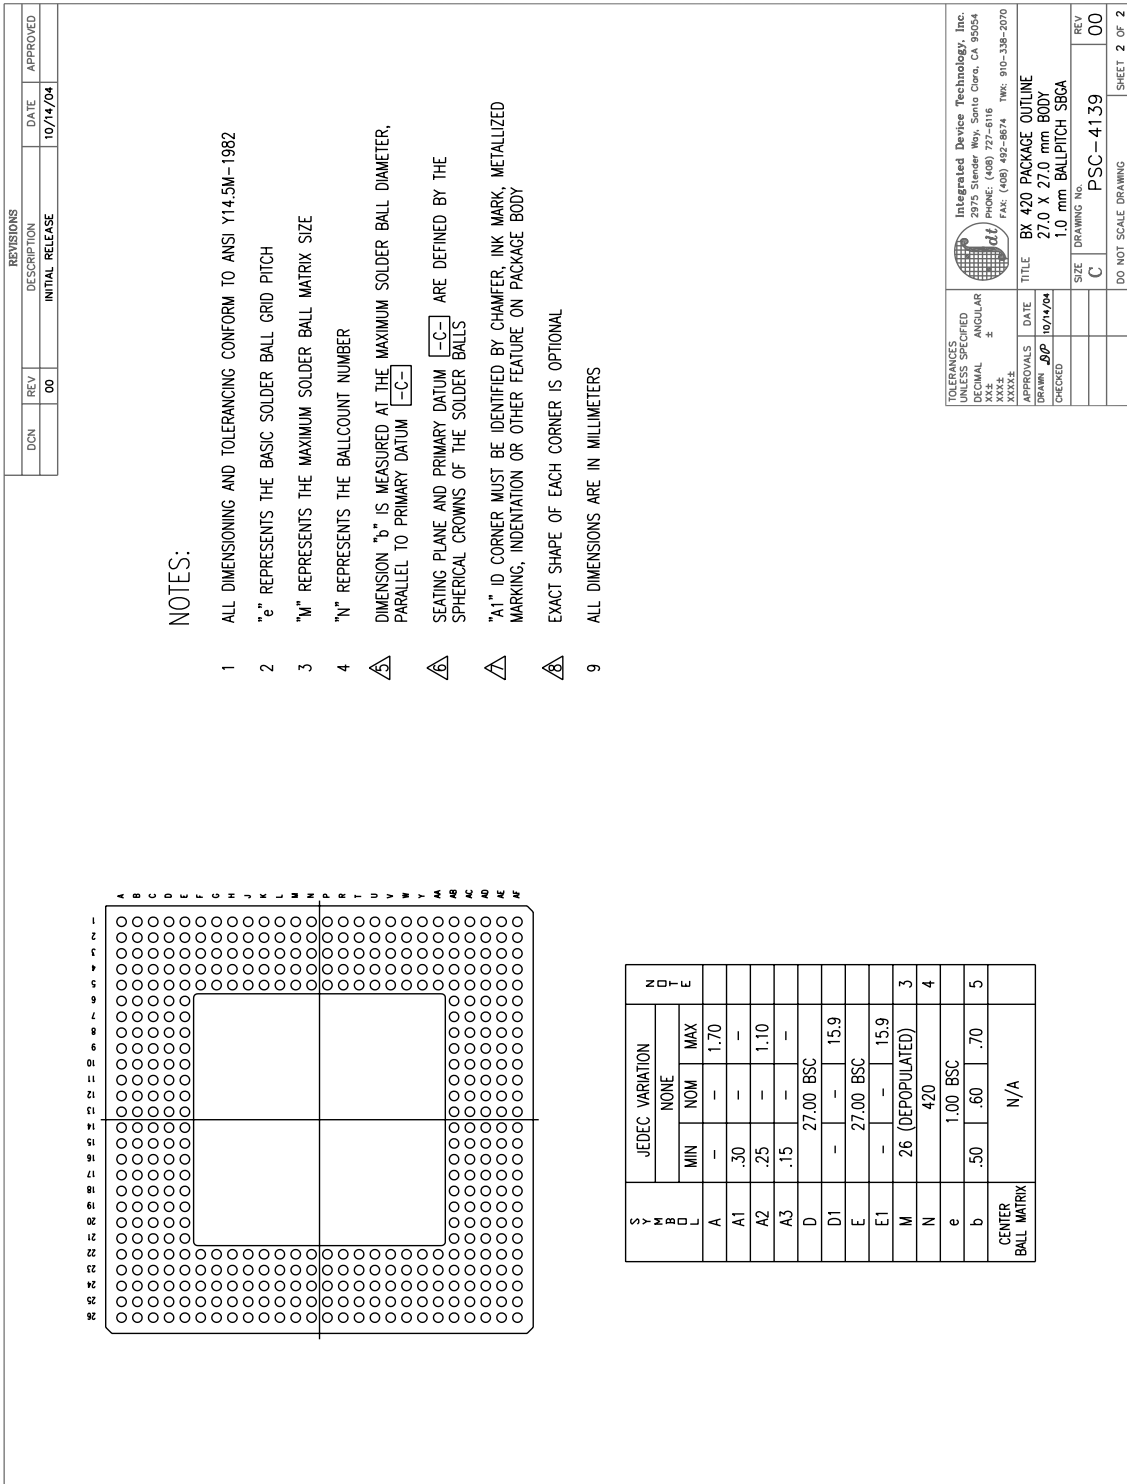 REVISIONS
DCN REV DESCRIPTION DATE APPROVED
00 INITIAL RELEASE 10/14/04
NOTES:
1 ALL DIMENSIONING AND TOLERANCING CONFORM TO ANSI Y14.5M-1982
2 "e" REPRESENTS THE BASIC SOLDER BALL GRID PITCH
3 "M" REPRESENTS THE MAXIMUM SOLDER BALL MATRIX SIZE
4 "N" REPRESENTS THE BALLCOUNT NUMBER
5 DIMENSION "b" IS MEASURED AT THE MAXIMUM SOLDER BALL DIAMETER,
PARALLEL TO PRIMARY DATUM -C-
6 SEATING PLANE AND PRIMARY DATUM -C- ARE DEFINED BY THE
SPHERICAL CROWNS OF THE SOLDER BALLS
7 "A1" ID CORNER MUST BE IDENTIFIED BY CHAMFER, INK MARK, METALLIZED
MARKING, INDENTATION OR OTHER FEATURE ON PACKAGE BODY
8 EXACT SHAPE OF EACH CORNER IS OPTIONAL
9 ALL DIMENSIONS ARE IN MILLIMETERS
26 25 24 23 22 21 20 19 18 17 16 15 14 13 12 11 10 9 8 7 6 5 4 3 2 1
A
B
C
D
E
F
G
H
J
K
L
M
N
P
R
T
U
V
W
Y
AA
AB
AC
AD
AE
AF
SYMBOL JEDEC VARIATION NOTE
NONE
MIN NOM MAX
A - - 1.70
A1 .30 - -
A2 .25 - 1.10
A3 .15 - -
D 27.00 BSC
D1 - - 15.9
E 27.00 BSC
E1 - - 15.9
M 26 (DEPOPULATED) 3
N 420 4
e 1.00 BSC
b .50 .60 .70 5
CENTER
BALL MATRIX N/A
TOLERANCES
UNLESS SPECIFIED
DECIMAL ANGULAR
XX± ±
XXX±
XXXX±
APPROVALS DATE
DRAWN 10/14/04
CHECKED
idt
Integrated Device Technology, Inc.
2975 Stender Way, Santa Clara, CA 95054
PHONE: (408) 727-6116
FAX: (408) 492-8674 TWX: 910-338-2070
TITLE BX 420 PACKAGE OUTLINE
27.0 X 27.0 mm BODY
1.0 mm BALLPITCH SBGA
SIZE DRAWING No. REV
C PSC-4139 00
DO NOT SCALE DRAWING SHEET 2 OF 2